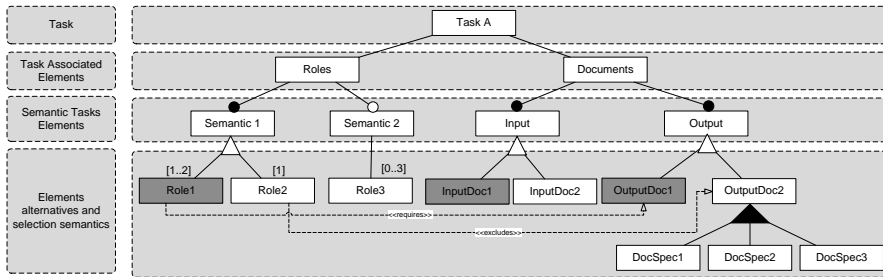 Task
Task A
Task Associated
Elements
Roles
Documents
Semantic Tasks
Elements
Semantic 1
Semantic 2
Input
Output
Elements
alternatives and
selection semantics
[1..2]
[1]
[0..3]
Role1
Role2
Role3
InputDoc1
InputDoc2
OutputDoc1
OutputDoc2
<<requires>>
<<excludes>>
DocSpec1
DocSpec2
DocSpec3